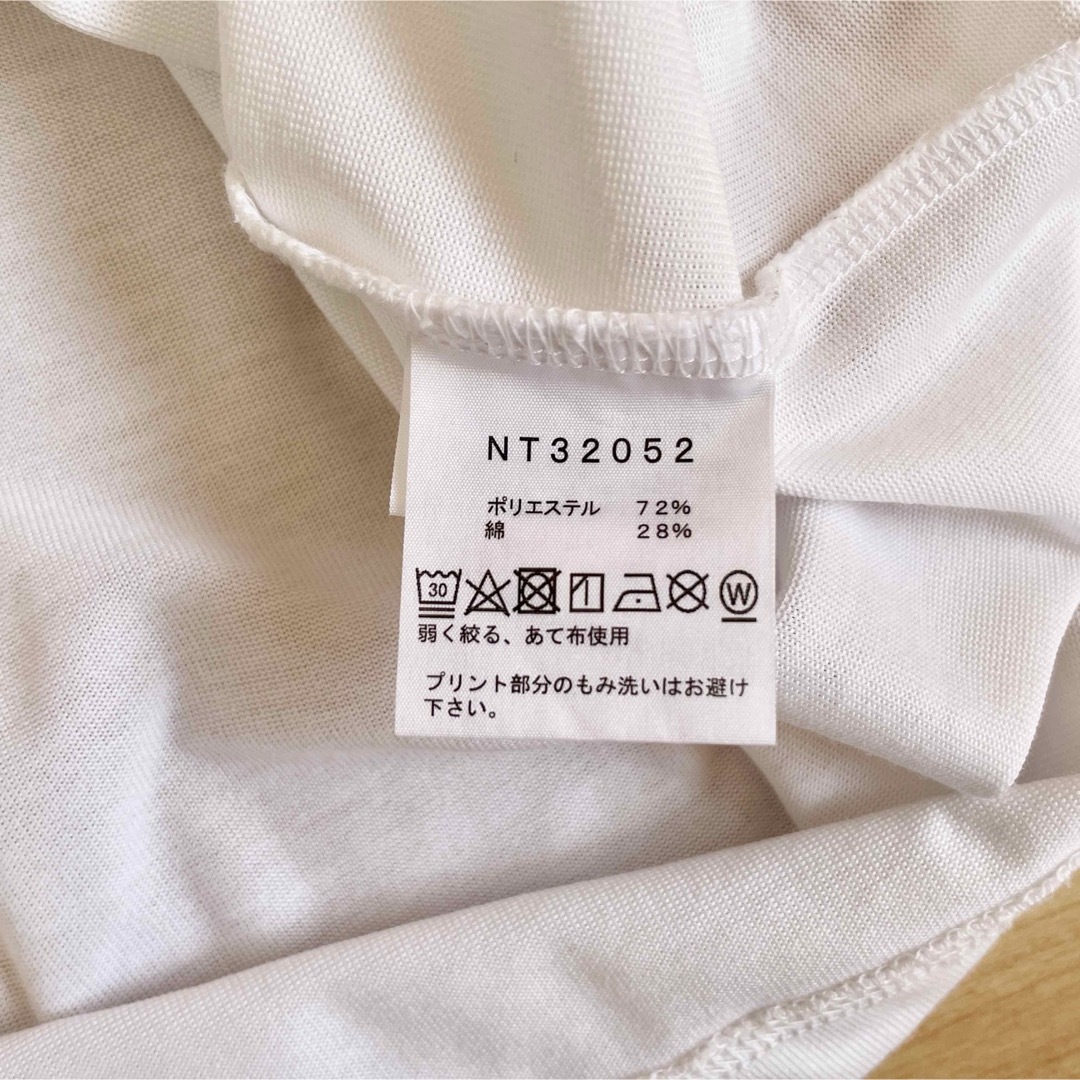 NT32052
ポリエステル 72%
綿 28%
30 W
弱く絞る、あて布使用
プリント部分のもみ洗いはお避け
下さい。